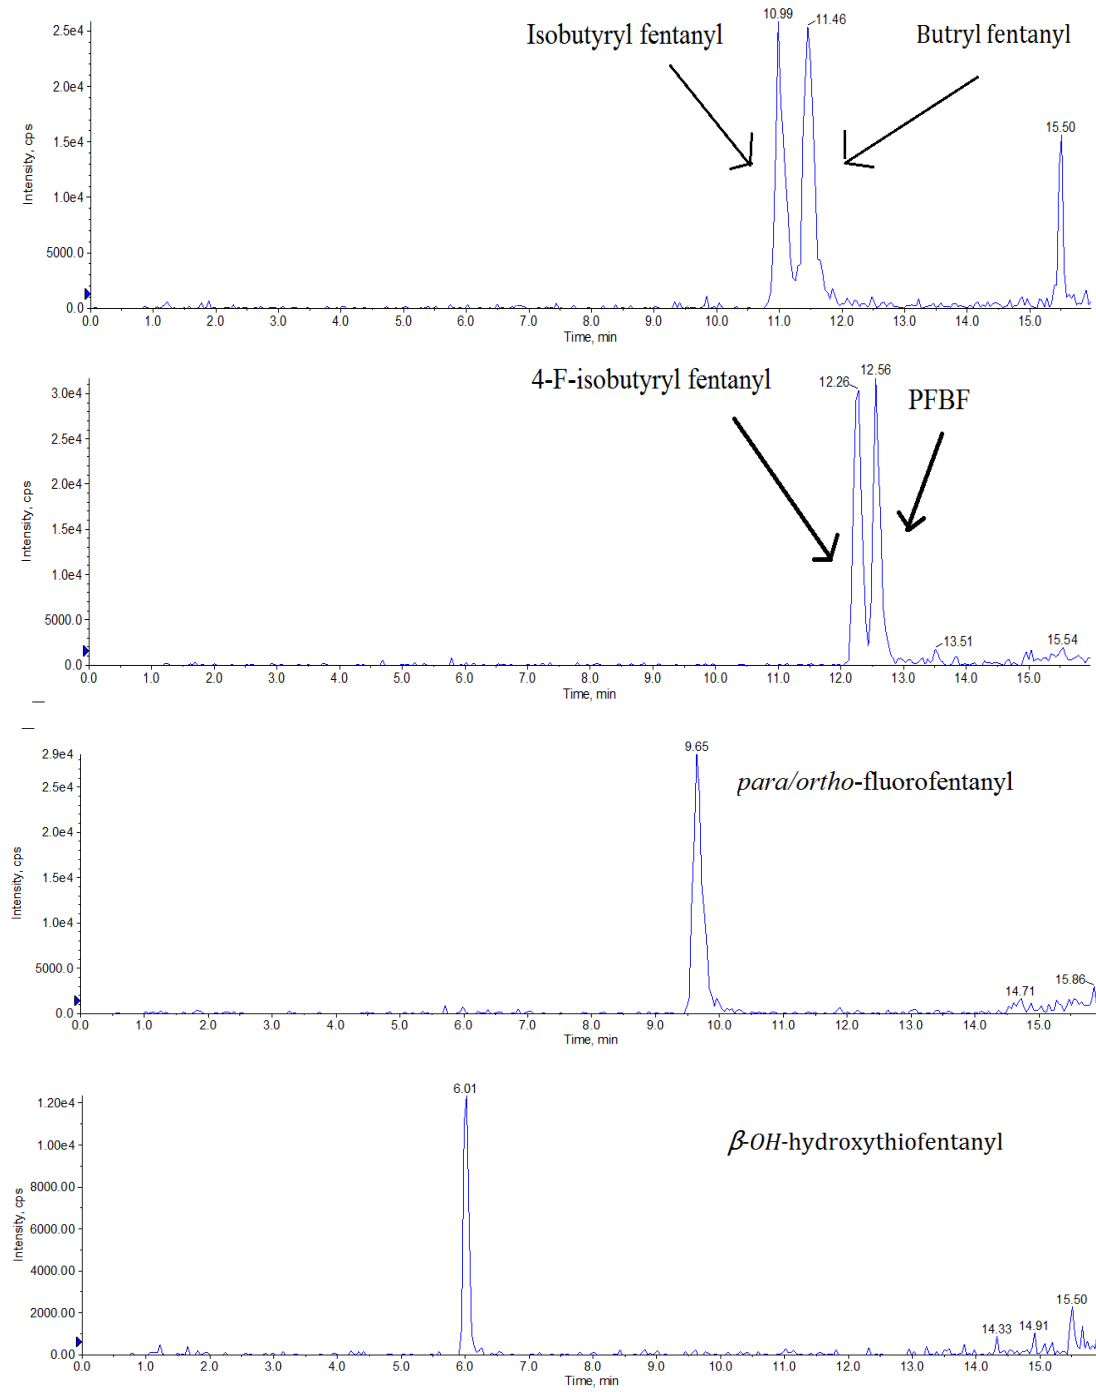 10.99
11.46
Isobutyryl fentanyl
Butryl fentanyl
15.50
2.5e4
2.0e4
1.5e4
1.0e4
5000.0
0.0
Intensity, cps
0.0 1.0 2.0 3.0 4.0 5.0 6.0 7.0 8.0 9.0 10.0 11.0 12.0 13.0 14.0 15.0
Time, min
4-F-isobutyryl fentanyl
12.26
12.56
PFBF
13.51
15.54
3.0e4
2.5e4
2.0e4
1.5e4
1.0e4
5000.0
0.0
Intensity, cps
0.0 1.0 2.0 3.0 4.0 5.0 6.0 7.0 8.0 9.0 10.0 11.0 12.0 13.0 14.0 15.0
Time, min
9.65
para/ortho-fluorofentanyl
14.71
15.86
2.9e4
2.5e4
2.0e4
1.5e4
1.0e4
5000.0
0.0
Intensity, cps
0.0 1.0 2.0 3.0 4.0 5.0 6.0 7.0 8.0 9.0 10.0 11.0 12.0 13.0 14.0 15.0
Time, min
6.01
β-OH-hydroxythiofentanyl
14.33
14.91
15.50
1.20e4
1.00e4
8000.00
6000.00
4000.00
2000.00
0.00
Intensity, cps
0.0 1.0 2.0 3.0 4.0 5.0 6.0 7.0 8.0 9.0 10.0 11.0 12.0 13.0 14.0 15.0
Time, min